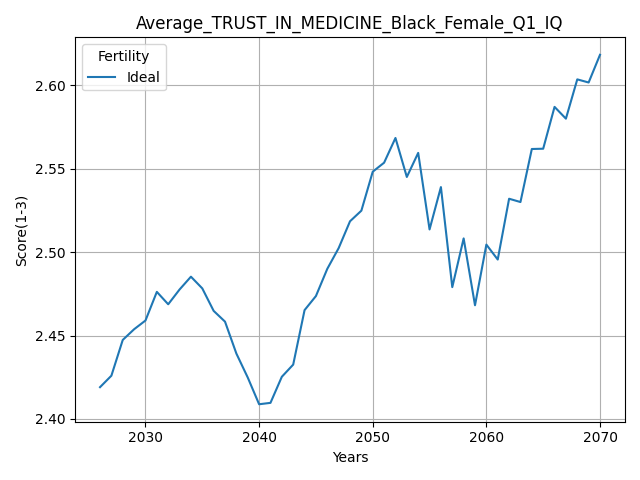 Average_TRUST_IN_MEDICINE_Black_Female_Q1_IQ
Fertility
Ideal
2.60
2.55
2.50
2.45
2.40
Score(1-3)
2030 2040 2050 2060 2070
Years